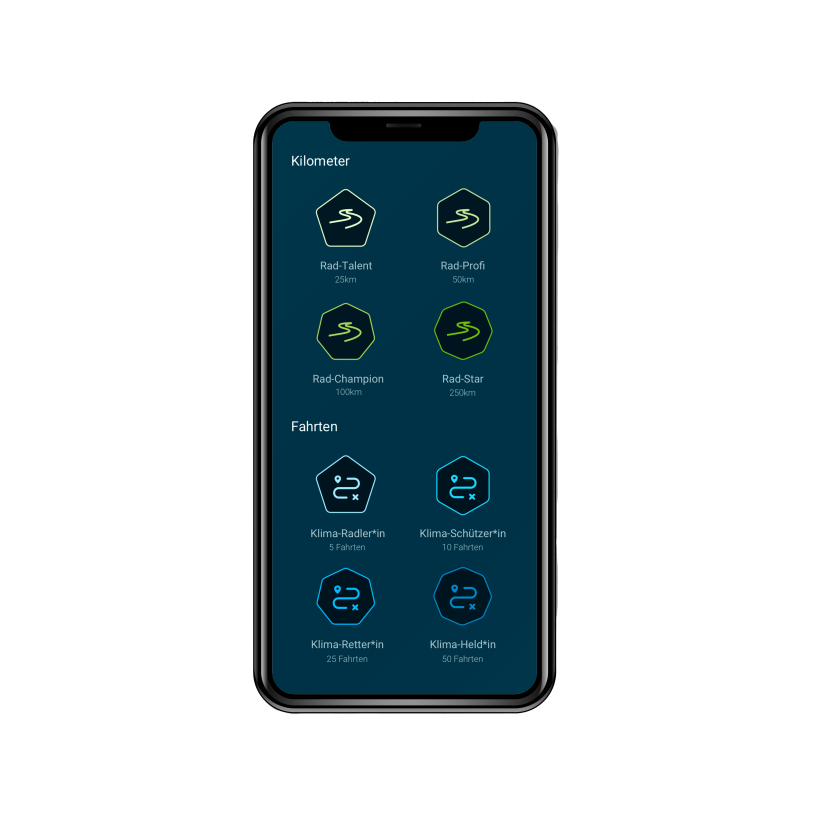 Kilometer
Rad-Talent
25km
Rad-Profi
50km
Rad-Champion
100km
Rad-Star
250km
Fahrten
Klima-Radler*in
5 Fahrten
Klima-Schützer*in
10 Fahrten
Klima-Retter*in
25 Fahrten
Klima-Held*in
50 Fahrten